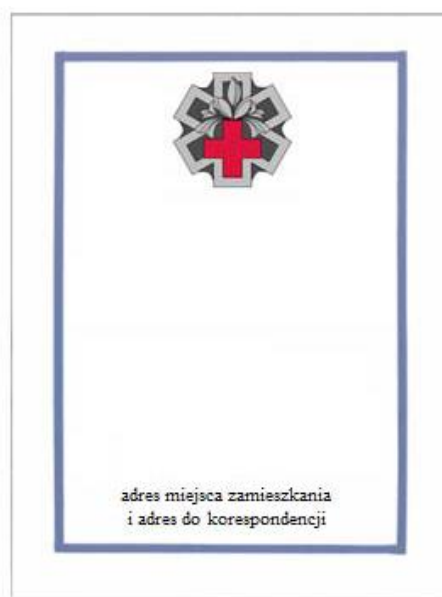 adres miejsca zamieszkania
i adres do korespondencji